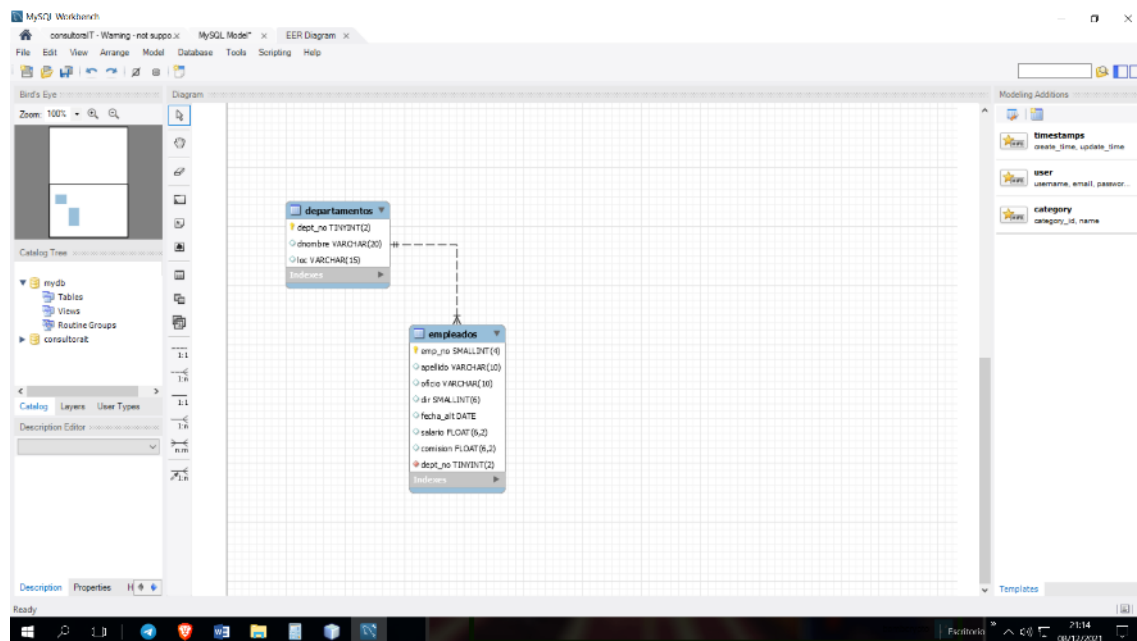 MySQL Workbench
consultoraIT - Warning - not suppo.. x MySQL Model* x EER Diagram x
File Edit View Arrange Model Database Tools Scripting Help
Bird's Eye
Zoom: 100%
Diagram
Modeling Additions
timestamps
create_time, update_time
user
username, email, passwor...
category
category_id, name
departamentos
dept_no TINYINT(2)
dnombre VARCHAR(20)
loc VARCHAR(15)
Indexes
Catalog Tree
mydb
Tables
Views
Routine Groups
consultorait
empleados
emp_no SMALLINT(4)
apellido VARCHAR(10)
oficio VARCHAR(10)
dir SMALLINT(6)
fecha_alt DATE
salario FLOAT(6,2)
comision FLOAT(6,2)
dept_no TINYINT(2)
Indexes
1:1
1:n
1:1
1:n
n:m
1:n
Catalog Layers User Types
Description Editor
Description Properties H
Templates
Ready
Escritorio
21:14
08/12/2021